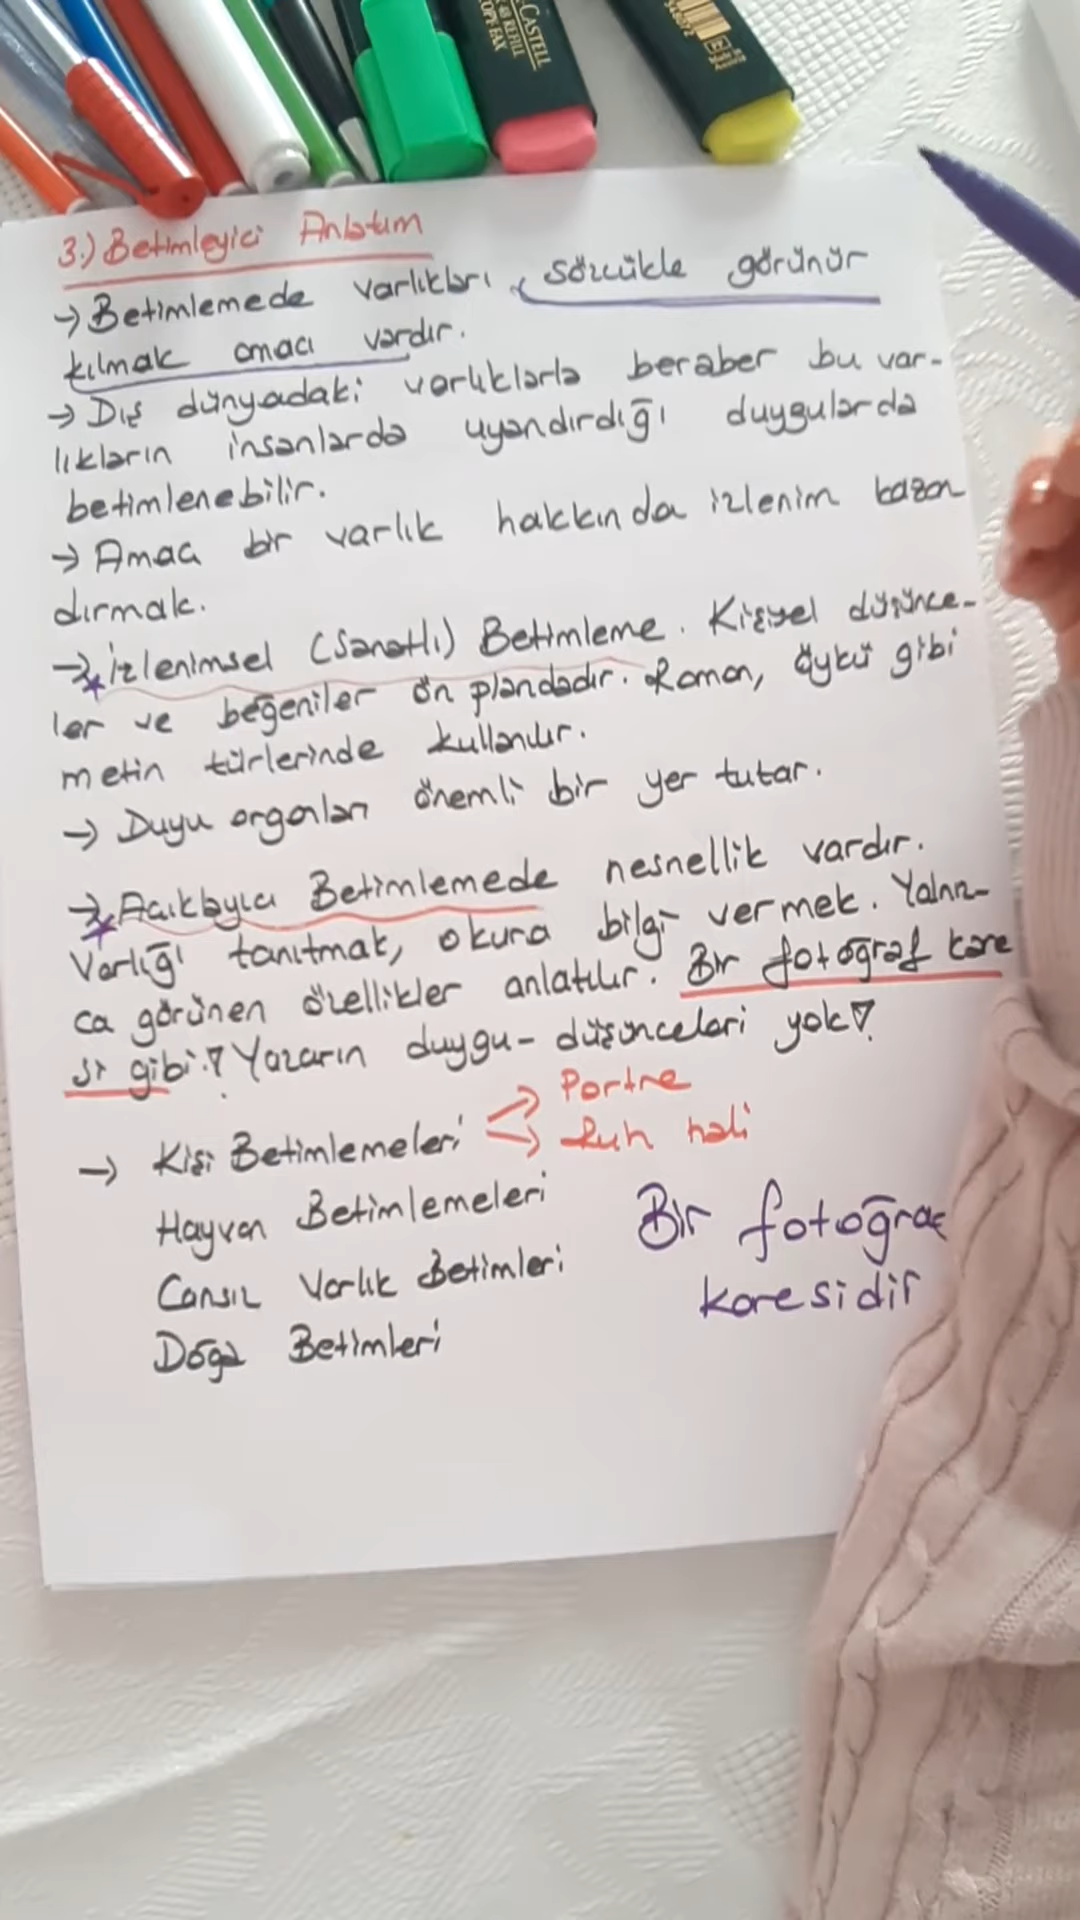 CASTELL
REFILL
COPY. FAX
3.) Betimleyici Anlatım
→ Betimlemede varlıkları, sözcükle görünür
kılmak amacı vardır.
→ Dış dünyadaki varlıklarla beraber bu var-
lıkların insanlarda uyandırdığı duygularda
betimlenebilir.
→ Amaç bir varlık hakkında izlenim kazan
dırmak.
→ İzlenimsel (Sanatlı) Betimleme. Kişisel düşünce-
ler ve beğeniler ön plandadır. Roman, öykü gibi
metin türlerinde kullanılır.
→ Duyu organları önemli bir yer tutar.
→ Açıklayıcı Betimlemede nesnellik vardır.
Varlığı tanıtmak, okura bilgi vermek. Yalnız-
ca görünen özellikler anlatılır. Bir fotoğraf kare
si gibi! Yazarın duygu-düşünceleri yok!
→ Kişi Betimlemeleri → Portre
→ Ruh hali
Hayvan Betimlemeleri
Cansız Varlık Betimleri
Doğa Betimleri
Bir fotoğraf
karesidir